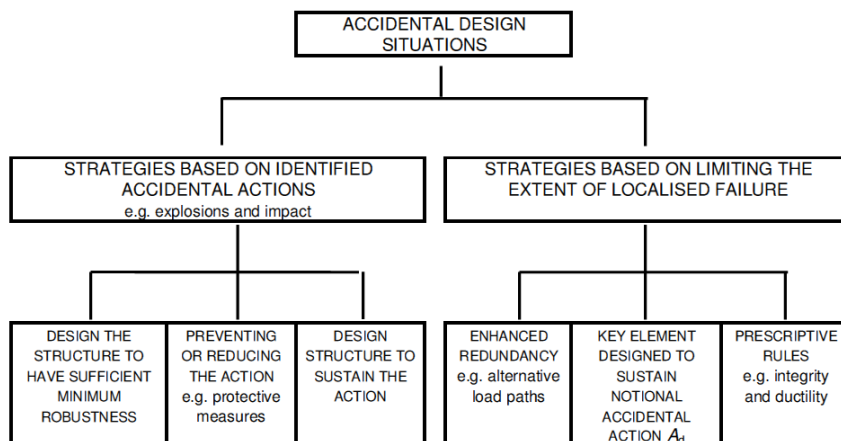 ACCIDENTAL DESIGN
SITUATIONS
STRATEGIES BASED ON IDENTIFIED
ACCIDENTAL ACTIONS
e.g. explosions and impact
STRATEGIES BASED ON LIMITING THE
EXTENT OF LOCALISED FAILURE
DESIGN THE
STRUCTURE TO
HAVE SUFFICIENT
MINIMUM
ROBUSTNESS
PREVENTING
OR REDUCING
THE ACTION
e.g. protective
measures
DESIGN
STRUCTURE TO
SUSTAIN THE
ACTION
ENHANCED
REDUNDANCY
e.g. alternative
load paths
KEY ELEMENT
DESIGNED TO
SUSTAIN
NOTIONAL
ACCIDENTAL
ACTION Ad
PRESCRIPTIVE
RULES
e.g. integrity
and ductility